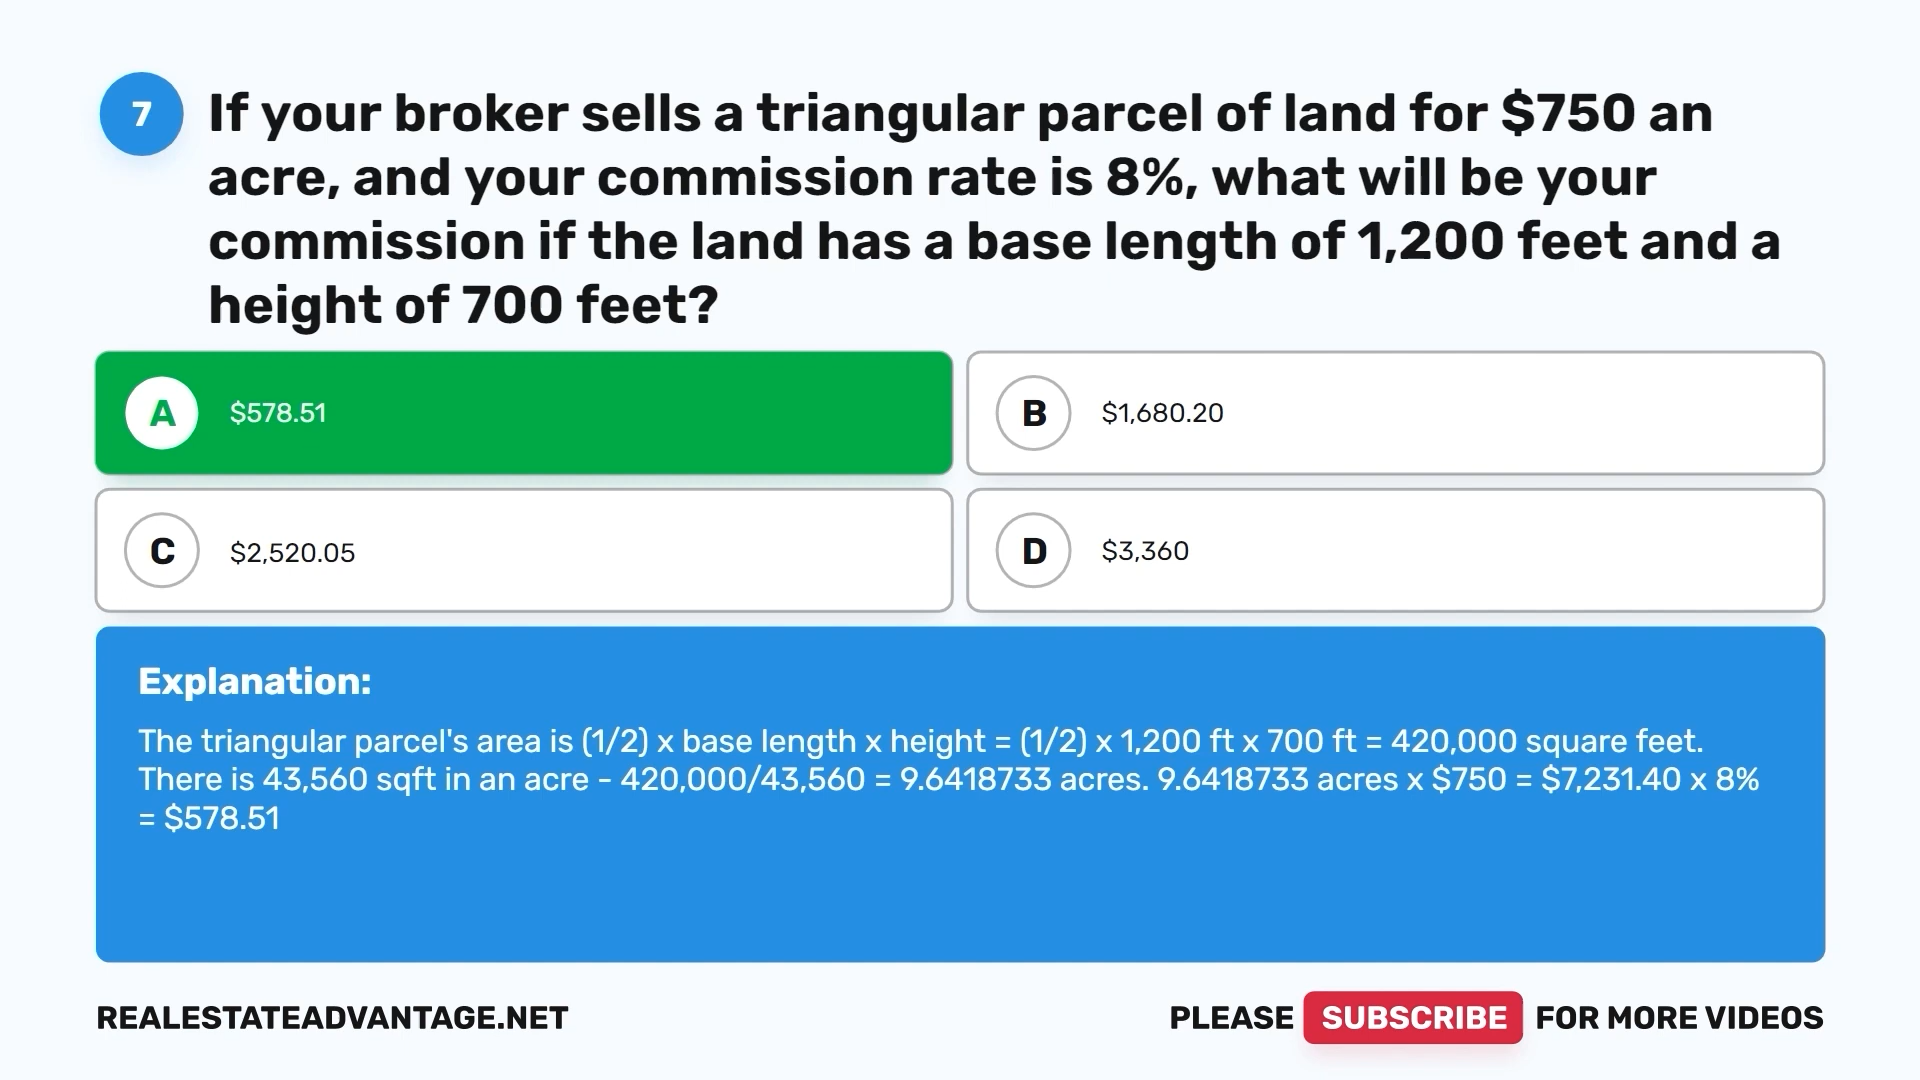 7
If your broker sells a triangular parcel of land for $750 an
acre, and your commission rate is 8%, what will be your
commission if the land has a base length of 1,200 feet and a
height of 700 feet?
A $578.51
B $1,680.20
C $2,520.05
D $3,360
Explanation:
The triangular parcel's area is (1/2) x base length x height = (1/2) x 1,200 ft x 700 ft = 420,000 square feet.
There is 43,560 sqft in an acre - 420,000/43,560 = 9.6418733 acres. 9.6418733 acres x $750 = $7,231.40 x 8%
= $578.51
REALESTATEADVANTAGE.NET
PLEASE SUBSCRIBE FOR MORE VIDEOS